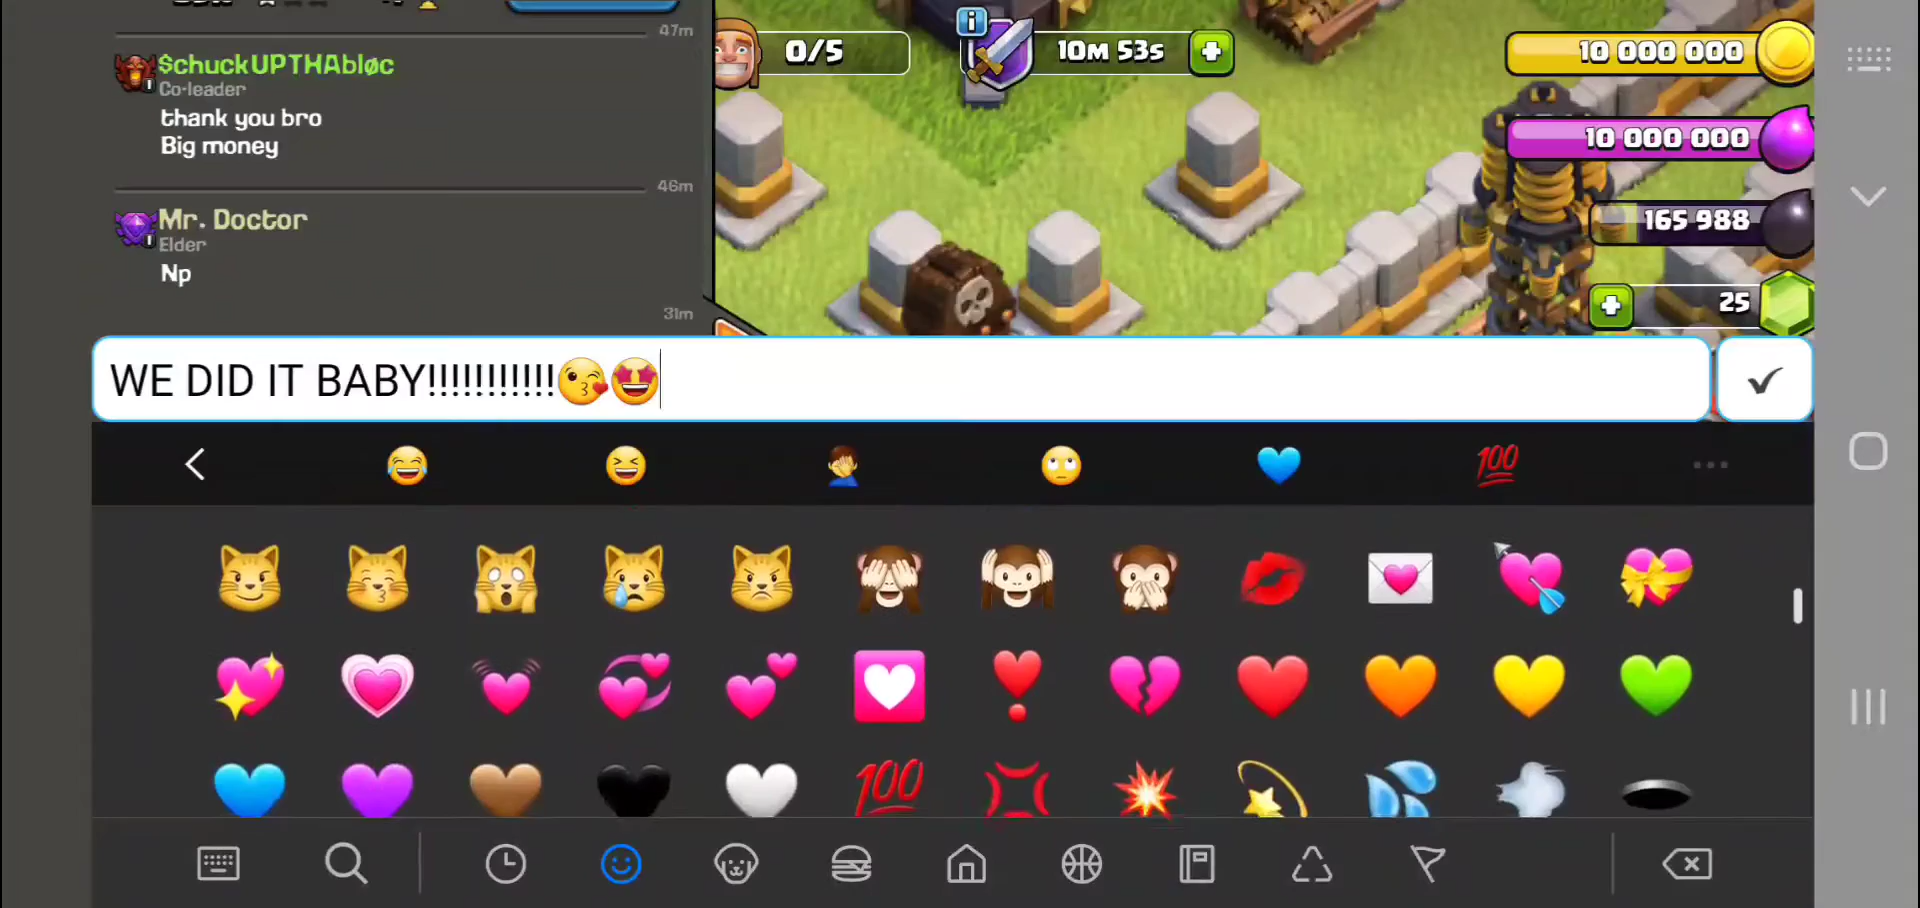 47m
$chuckUPTHAbløc
Co-leader
thank you bro
Big money
46m
Mr. Doctor
Elder
Np
31m
0/5
i
10M 53s
10 000 000
10 000 000
165 988
25
WE DID IT BABY!!!!!!!!!!!😘🤩